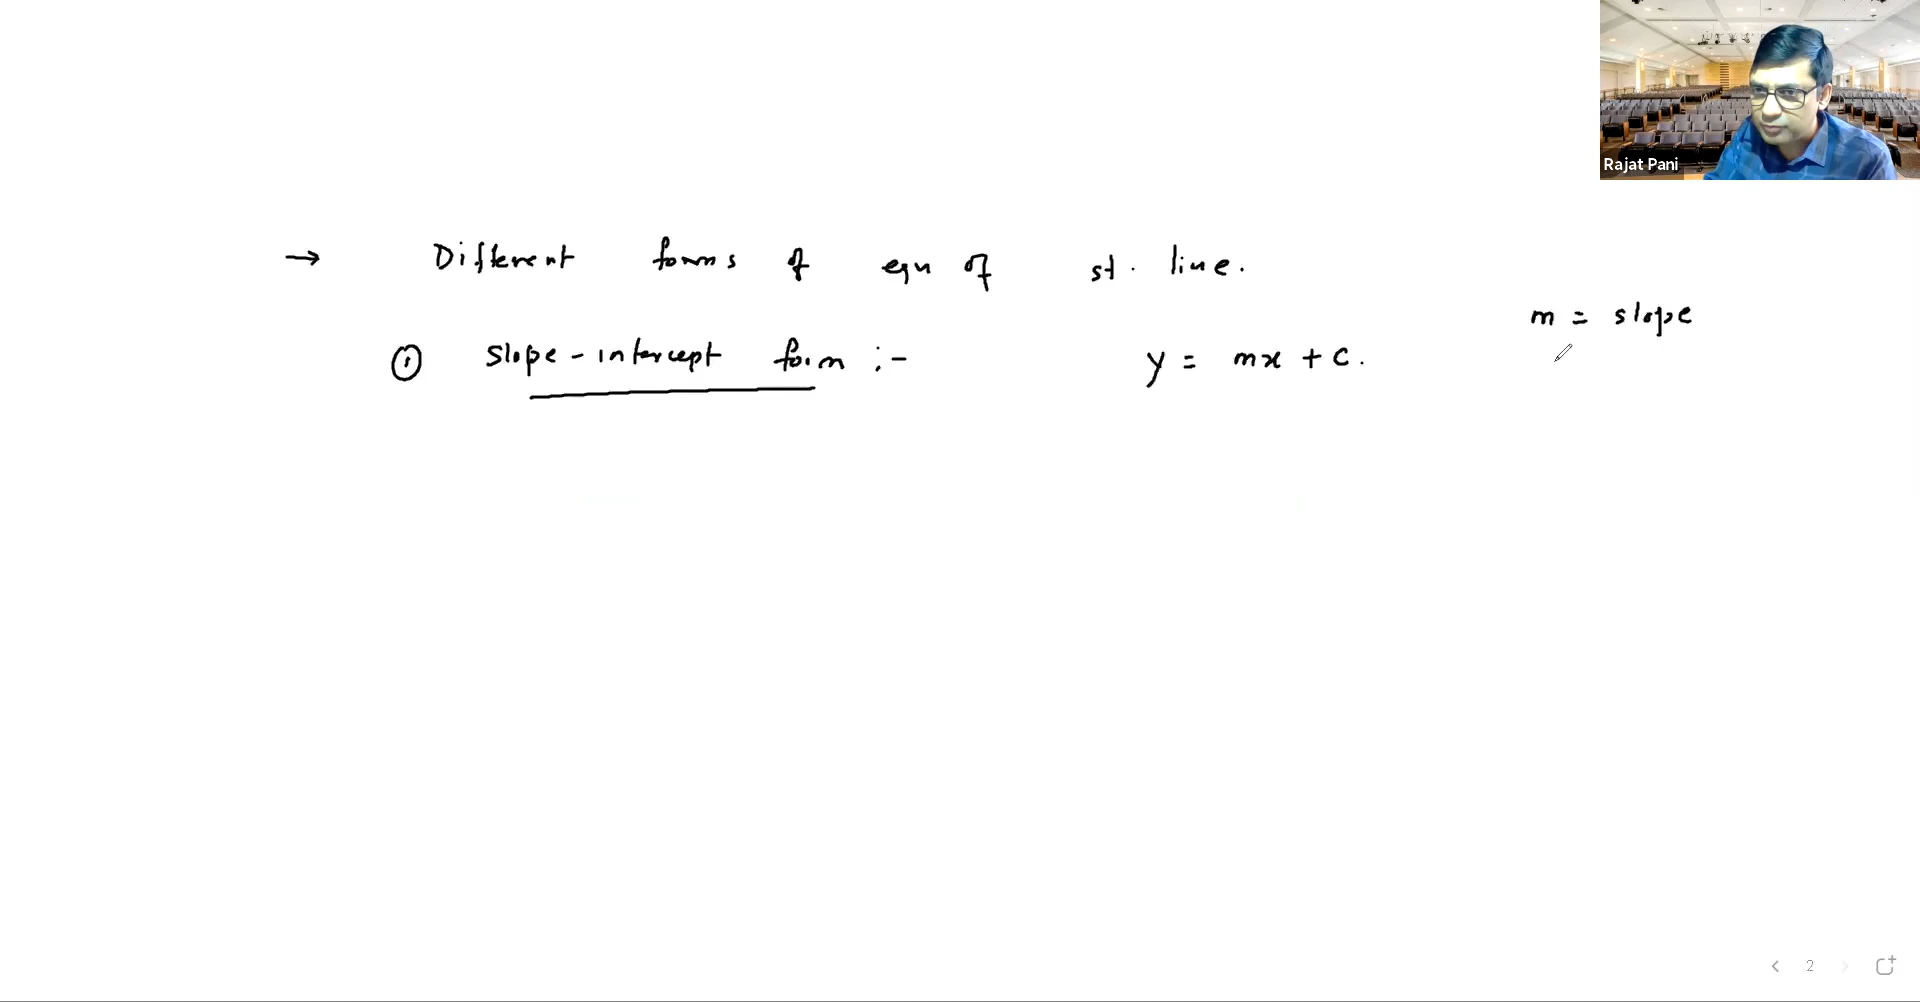 Rajat Pani
→ Different forms of eqn of st. line.
m = slope
① slope-intercept form :- y = mx + c.
2